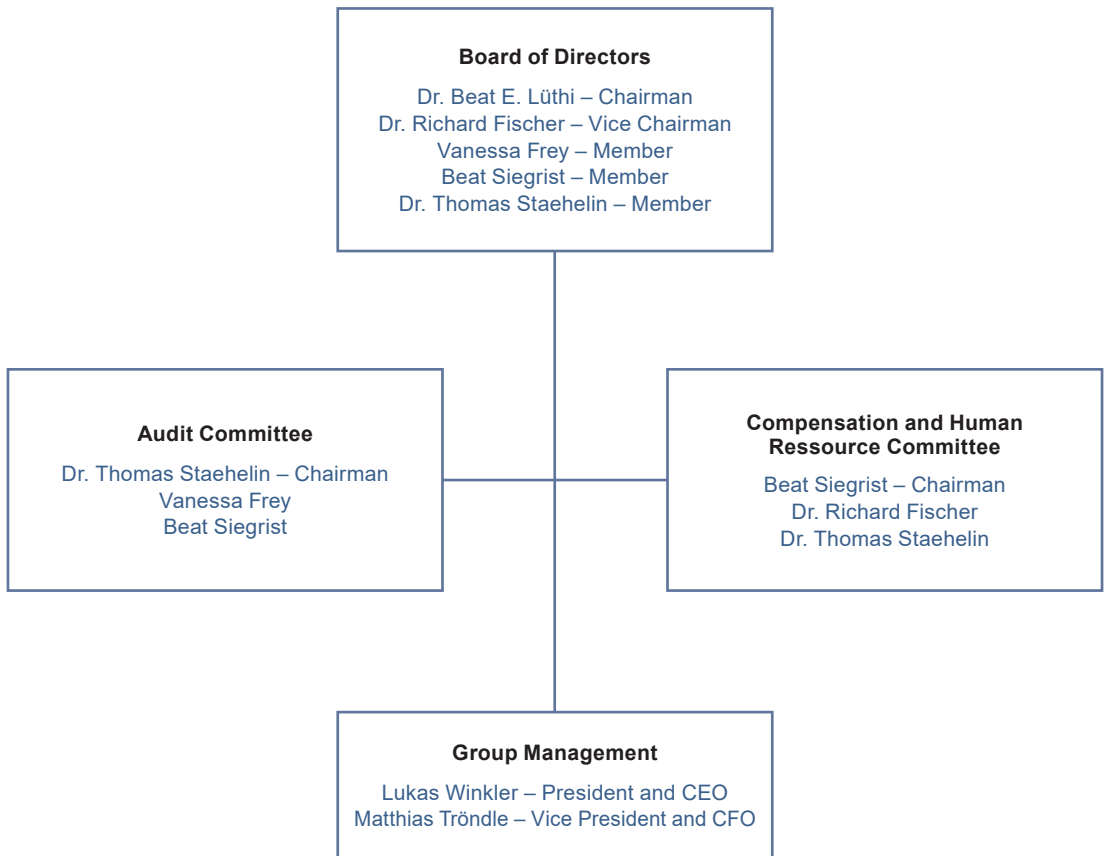 Board of Directors
Dr. Beat E. Lüthi – Chairman
Dr. Richard Fischer – Vice Chairman
Vanessa Frey – Member
Beat Siegrist – Member
Dr. Thomas Staehelin – Member
Audit Committee
Dr. Thomas Staehelin – Chairman
Vanessa Frey
Beat Siegrist
Compensation and Human
Ressource Committee
Beat Siegrist – Chairman
Dr. Richard Fischer
Dr. Thomas Staehelin
Group Management
Lukas Winkler – President and CEO
Matthias Tröndle – Vice President and CFO